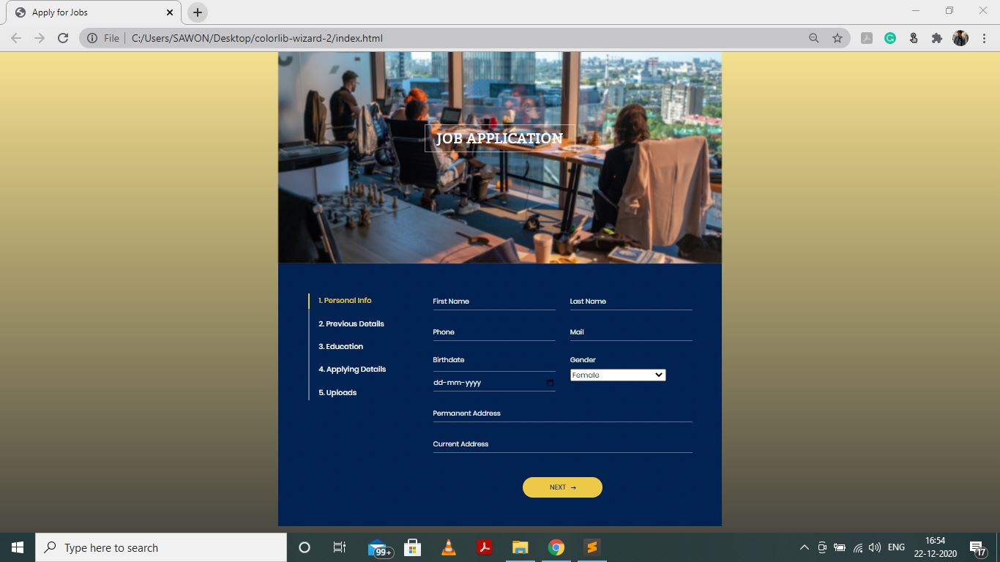 Apply for Jobs
File C:/Users/SAWON/Desktop/colorlib-wizard-2/index.html
JOB APPLICATION
1. Personal Info
2. Previous Details
3. Education
4. Applying Details
5. Uploads
First Name Last Name
Phone Mail
Birthdate Gender
dd-mm-yyyy Female
Permanent Address
Current Address
NEXT →
Type here to search
99+
ENG
16:54
22-12-2020
17